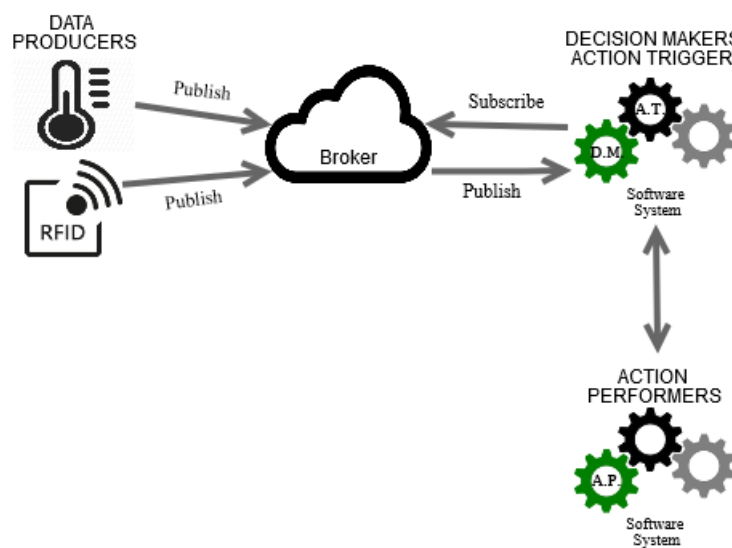 DATA
PRODUCERS
Publish
RFID
Publish
Broker
Subscribe
Publish
DECISION MAKERS
ACTION TRIGGER
A.T.
D.M.
Software
System
ACTION
PERFORMERS
A.P.
Software
System